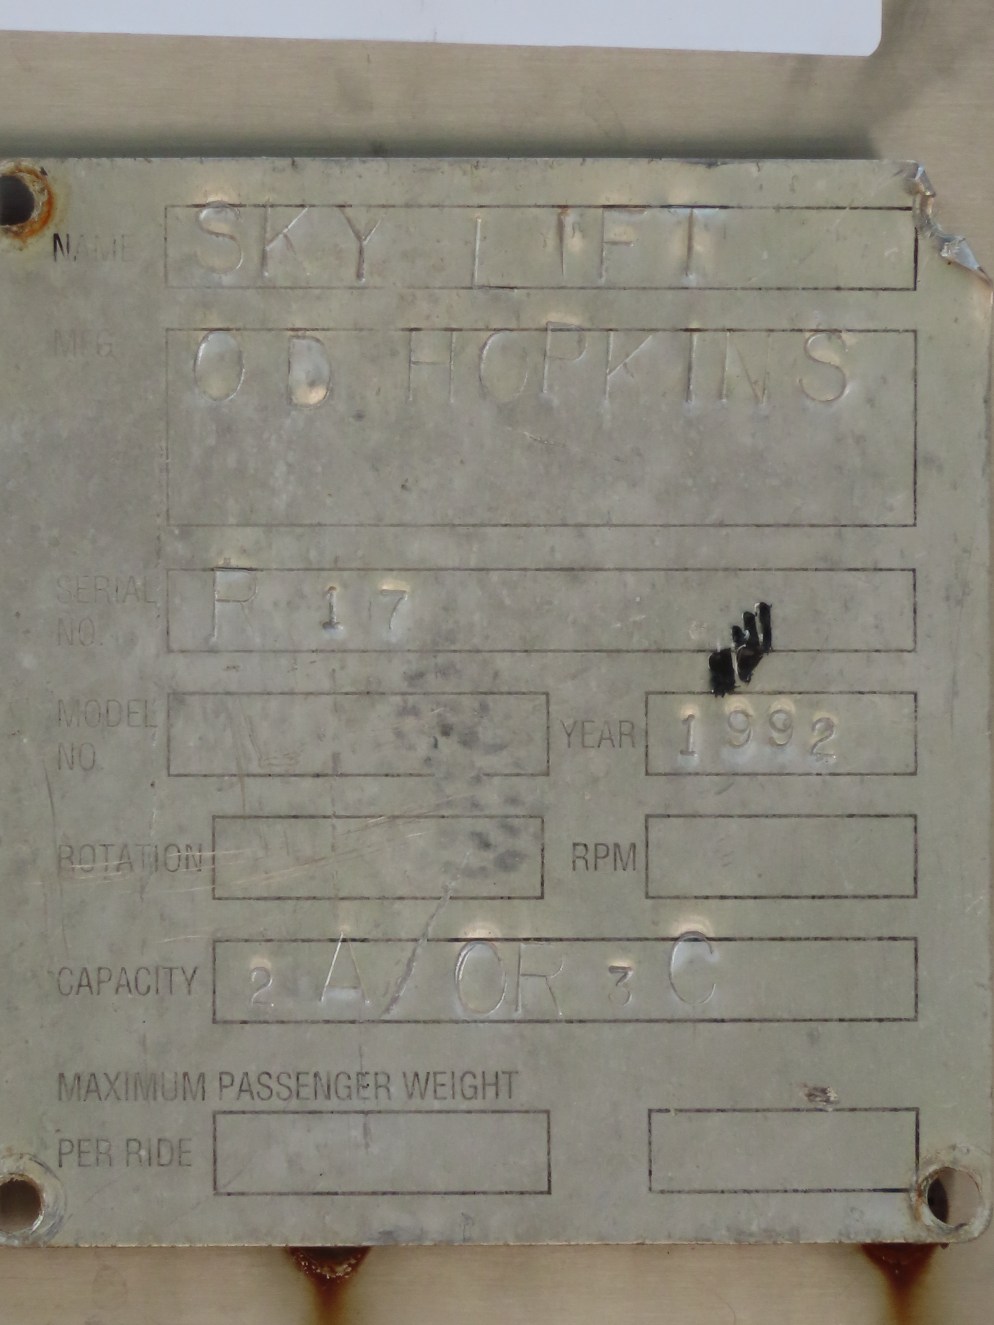 NAME SKY LIFT
MFG O D HOPKINS
SERIAL NO. R 17
MODEL NO. YEAR 1992
ROTATION RPM
CAPACITY 2 A/OR 3 C
MAXIMUM PASSENGER WEIGHT
PER RIDE